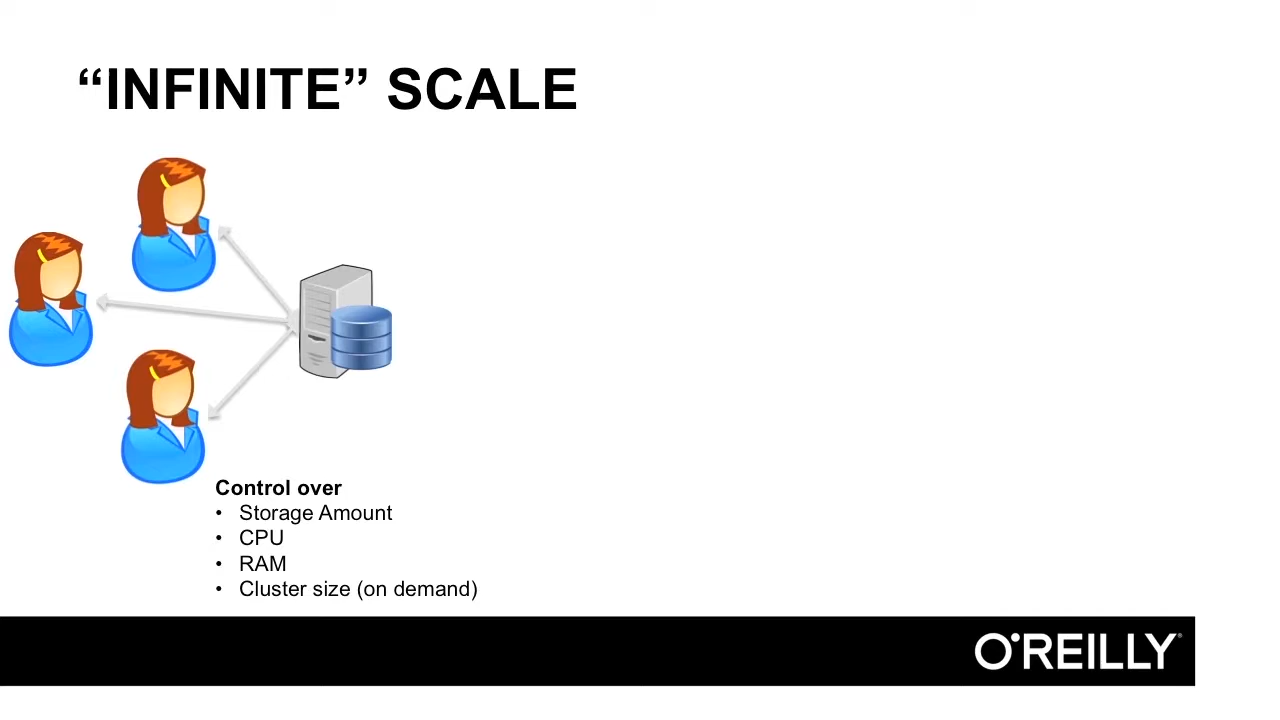 “INFINITE” SCALE
Control over
• Storage Amount
• CPU
• RAM
• Cluster size (on demand)
O'REILLY®